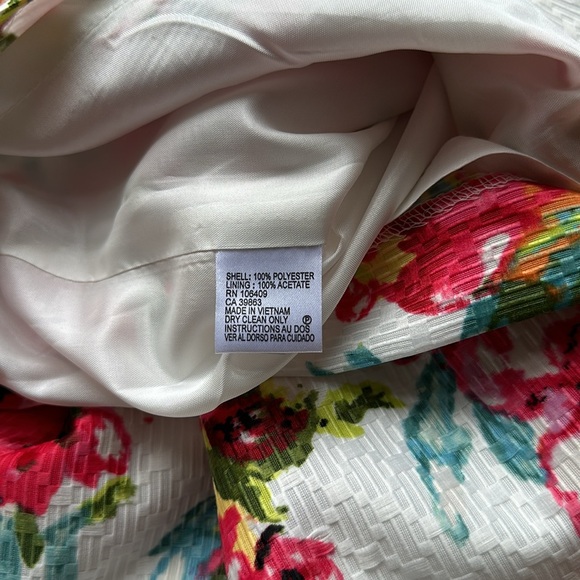 SHELL: 100% POLYESTER
LINING : 100% ACETATE
RN 106409
CA 39863
MADE IN VIETNAM
DRY CLEAN ONLY Ⓟ
INSTRUCTIONS AU DOS
VER AL DORSO PARA CUIDADO